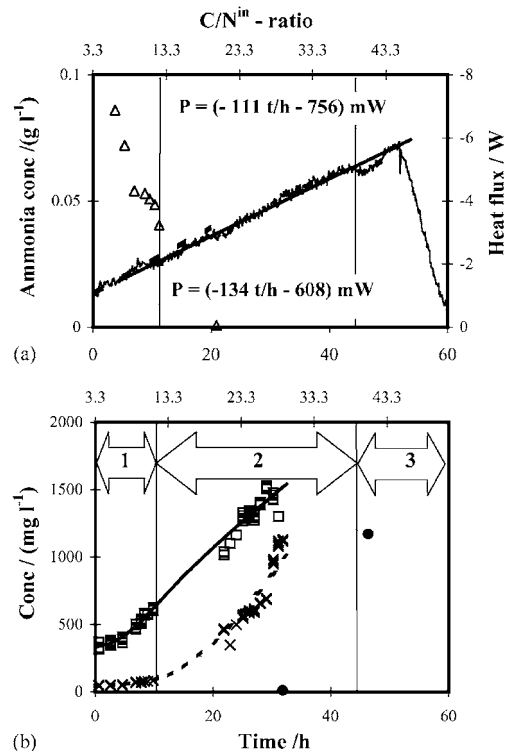 C/N^in - ratio
3.3 13.3 23.3 33.3 43.3
0.1 -8
P = (- 111 t/h - 756) mW
-6
Ammonia conc /(g l⁻¹)
0.05 -4
Heat flux / W
-2
P = (-134 t/h - 608) mW
0 0
(a) 0 20 40 60
3.3 13.3 23.3 33.3 43.3
2000
1 2 3
1500
Conc / (mg l⁻¹)
1000
500
0
0 20 40 60
(b) Time /h